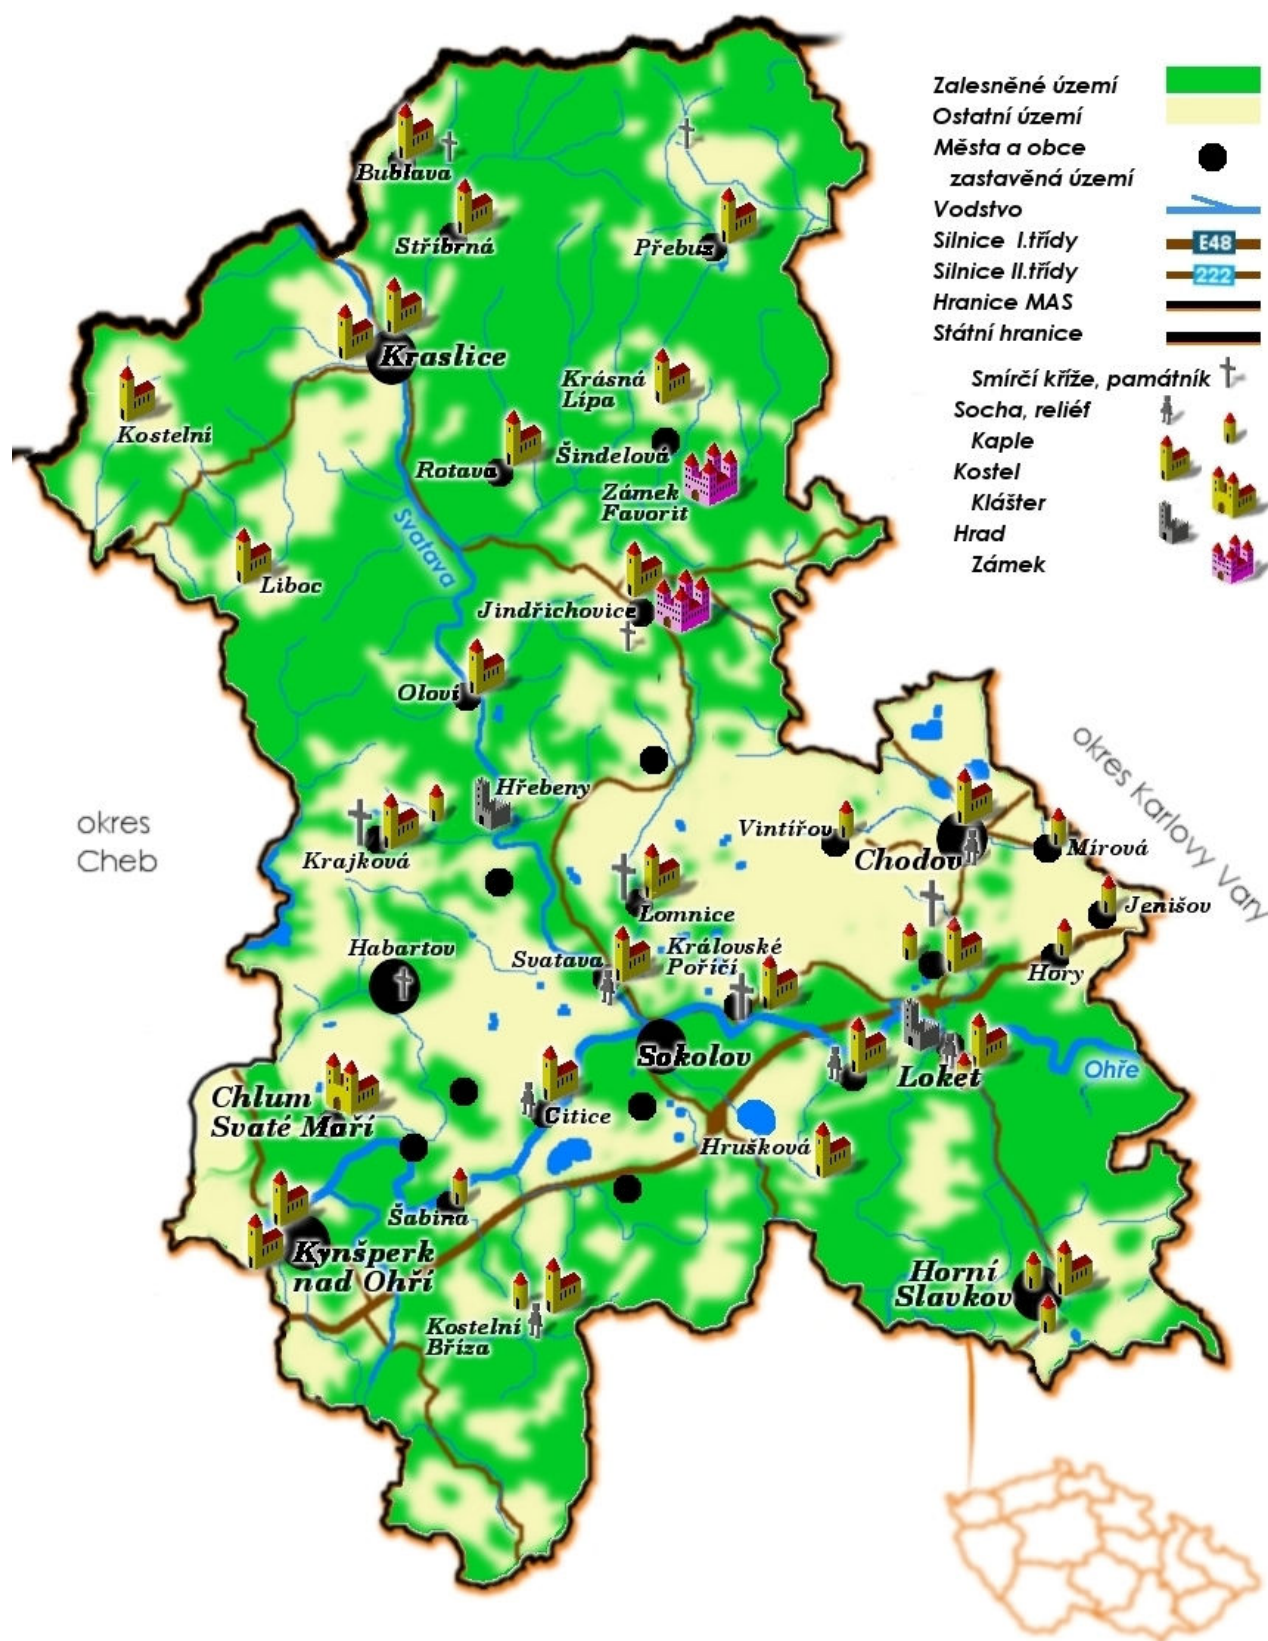 Zalesněné území
Ostatní území
Města a obce
zastavěná území
Vodstvo
Silnice I.třídy
E48
Silnice II.třídy
222
Hranice MAS
Státní hranice
Smírčí kříže, památník
Socha, reliéf
Kaple
Kostel
Klášter
Hrad
Zámek
Bublava
Stříbrná
Přebuz
Kraslice
Krásná
Lípa
Kostelní
Rotava
Šindelová
Zámek
Favorit
Svatava
Liboc
Jindřichovice
Oloví
okres Karlovy Vary
Hřebeny
okres
Cheb
Krajková
Vintířov
Chodov
Mírová
Lomnice
Jenišov
Habartov
Svatava
Královské
Poříčí
Hory
Sokolov
Loket
Ohře
Chlum
Svaté Maří
Citice
Hrušková
Šabina
Kynšperk
nad Ohří
Horní
Slavkov
Kostelní
Bříza